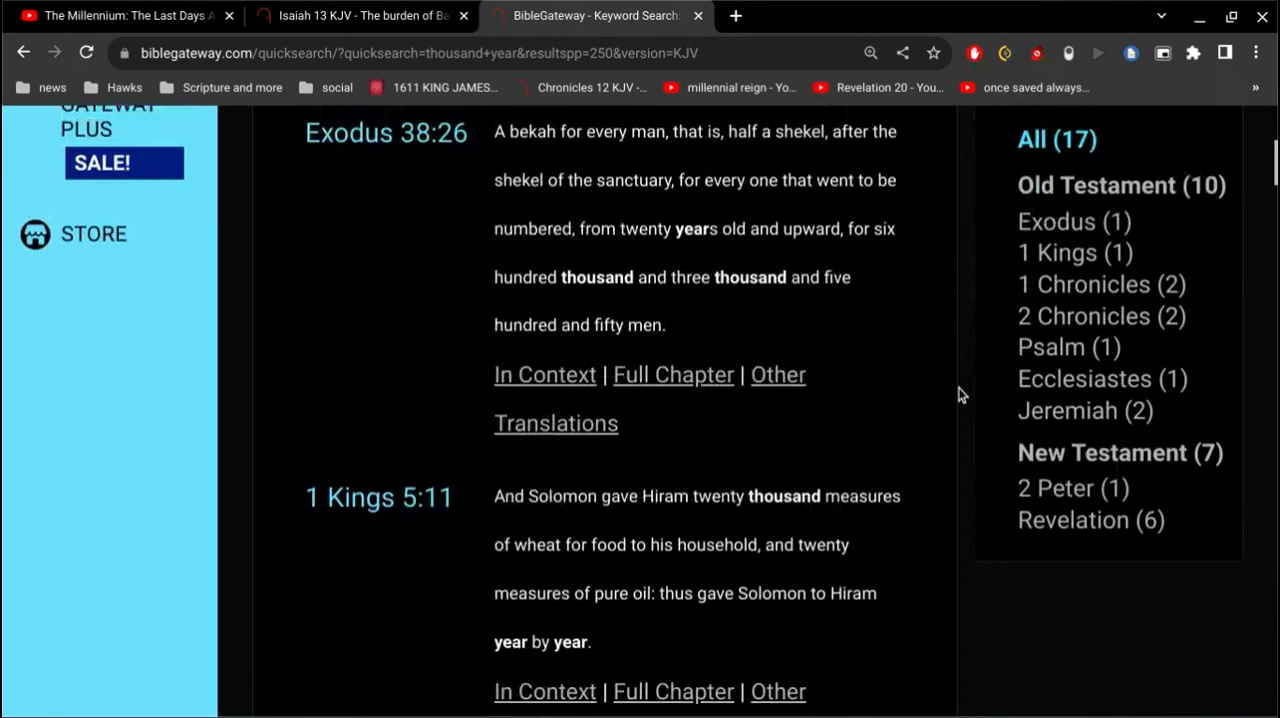 The Millennium: The Last Days A
Isaiah 13 KJV - The burden of Ba
BibleGateway - Keyword Search:
biblegateway.com/quicksearch/?quicksearch=thousand+year&resultspp=250&version=KJV
news
Hawks
Scripture and more
social
1611 KING JAMES...
Chronicles 12 KJV -...
millennial reign - Yo...
Revelation 20 - You...
once saved always...
»
GATEWAY
PLUS
SALE!
STORE
Exodus 38:26
A bekah for every man, that is, half a shekel, after the
shekel of the sanctuary, for every one that went to be
numbered, from twenty years old and upward, for six
hundred thousand and three thousand and five
hundred and fifty men.
In Context | Full Chapter | Other
Translations
1 Kings 5:11
And Solomon gave Hiram twenty thousand measures
of wheat for food to his household, and twenty
measures of pure oil: thus gave Solomon to Hiram
year by year.
In Context | Full Chapter | Other
All (17)
Old Testament (10)
Exodus (1)
1 Kings (1)
1 Chronicles (2)
2 Chronicles (2)
Psalm (1)
Ecclesiastes (1)
Jeremiah (2)
New Testament (7)
2 Peter (1)
Revelation (6)